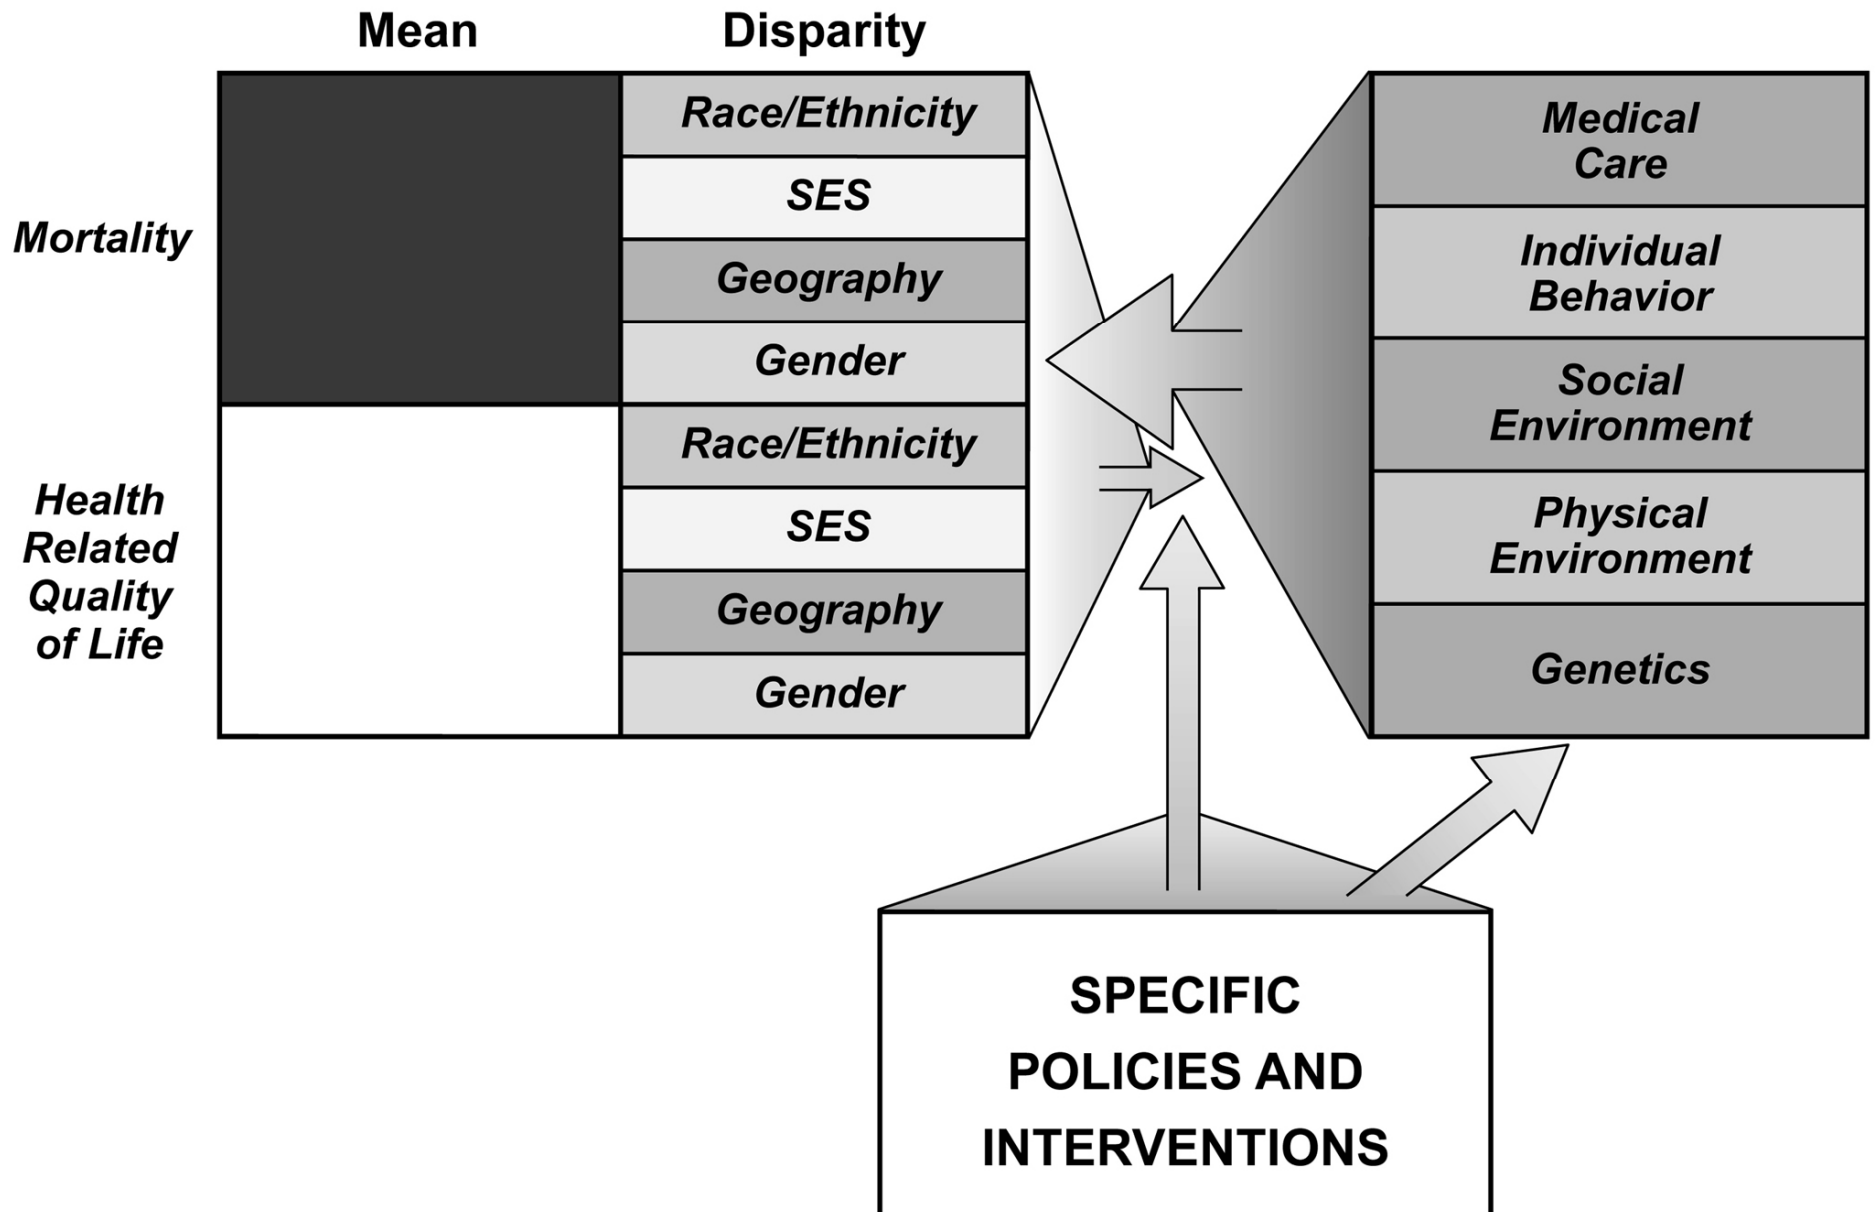 Mean
Disparity
Mortality
Race/Ethnicity
SES
Geography
Gender
Health
Related
Quality
of Life
Race/Ethnicity
SES
Geography
Gender
Medical
Care
Individual
Behavior
Social
Environment
Physical
Environment
Genetics
SPECIFIC
POLICIES AND
INTERVENTIONS